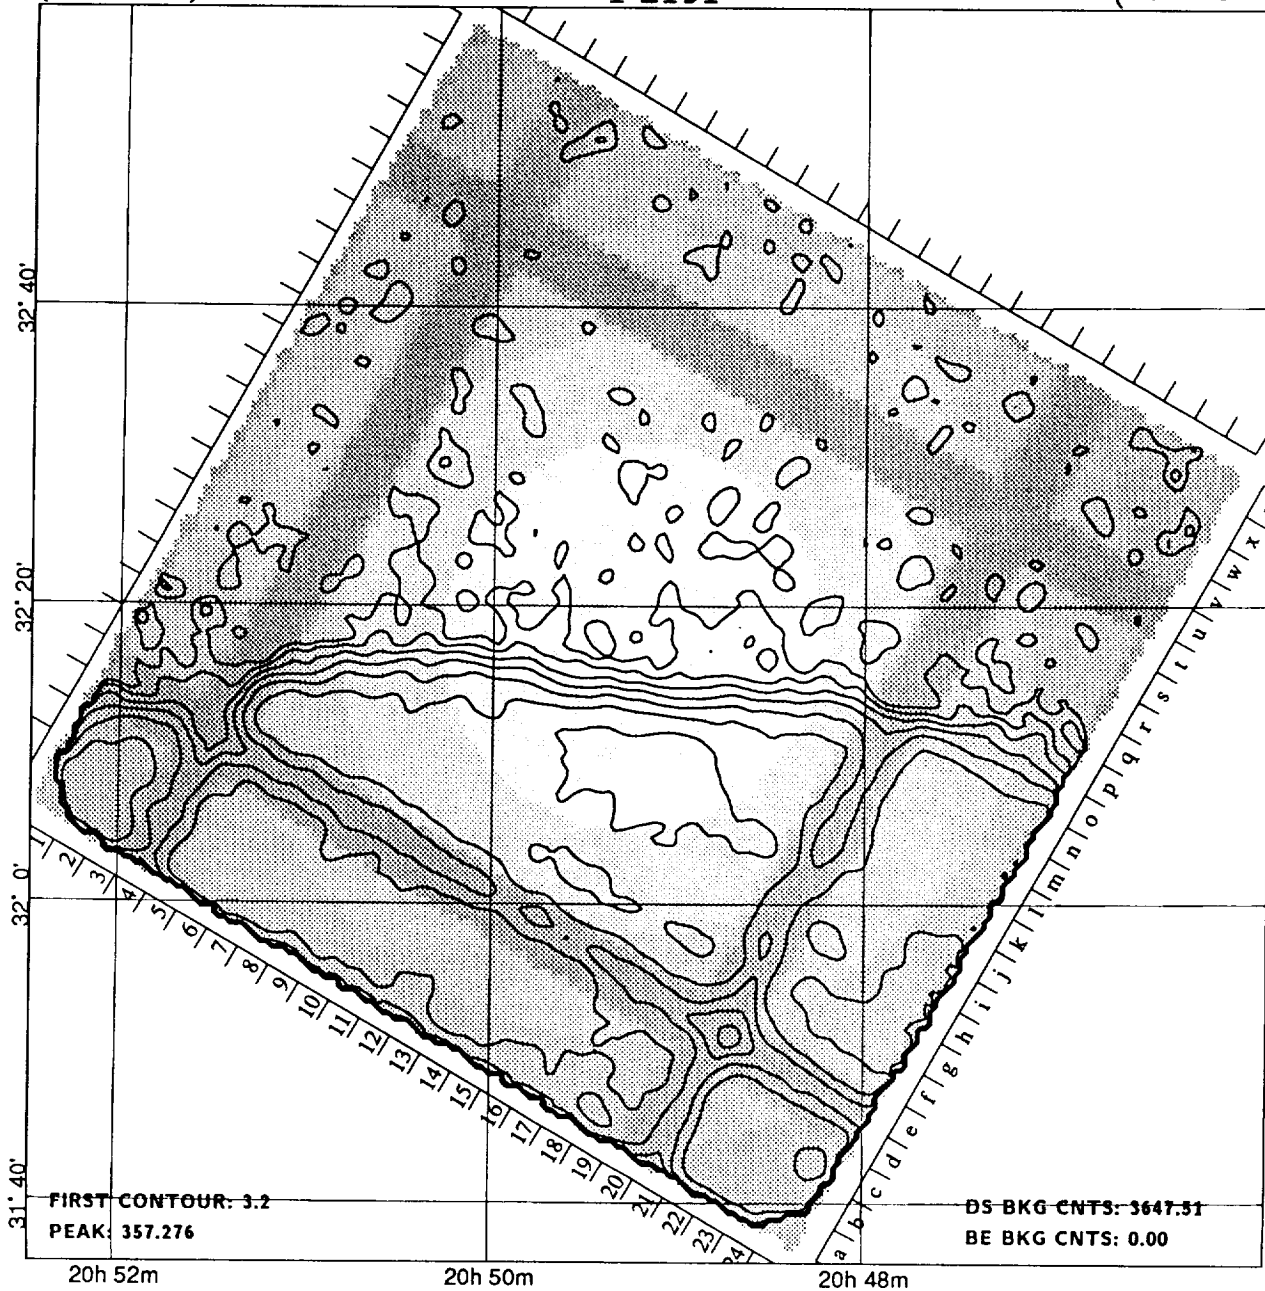 32° 40'
32° 20'
32° 0'
31° 40'
1 2 3 4 5 6 7 8 9 10 11 12 13 14 15 16 17 18 19 20 21 22 23 24
a b c d e f g h i j k l m n o p q r s t u v w x
FIRST CONTOUR: 3.2
PEAK: 357.276
DS BKG CNTS: 3647.51
BE BKG CNTS: 0.00
20h 52m
20h 50m
20h 48m